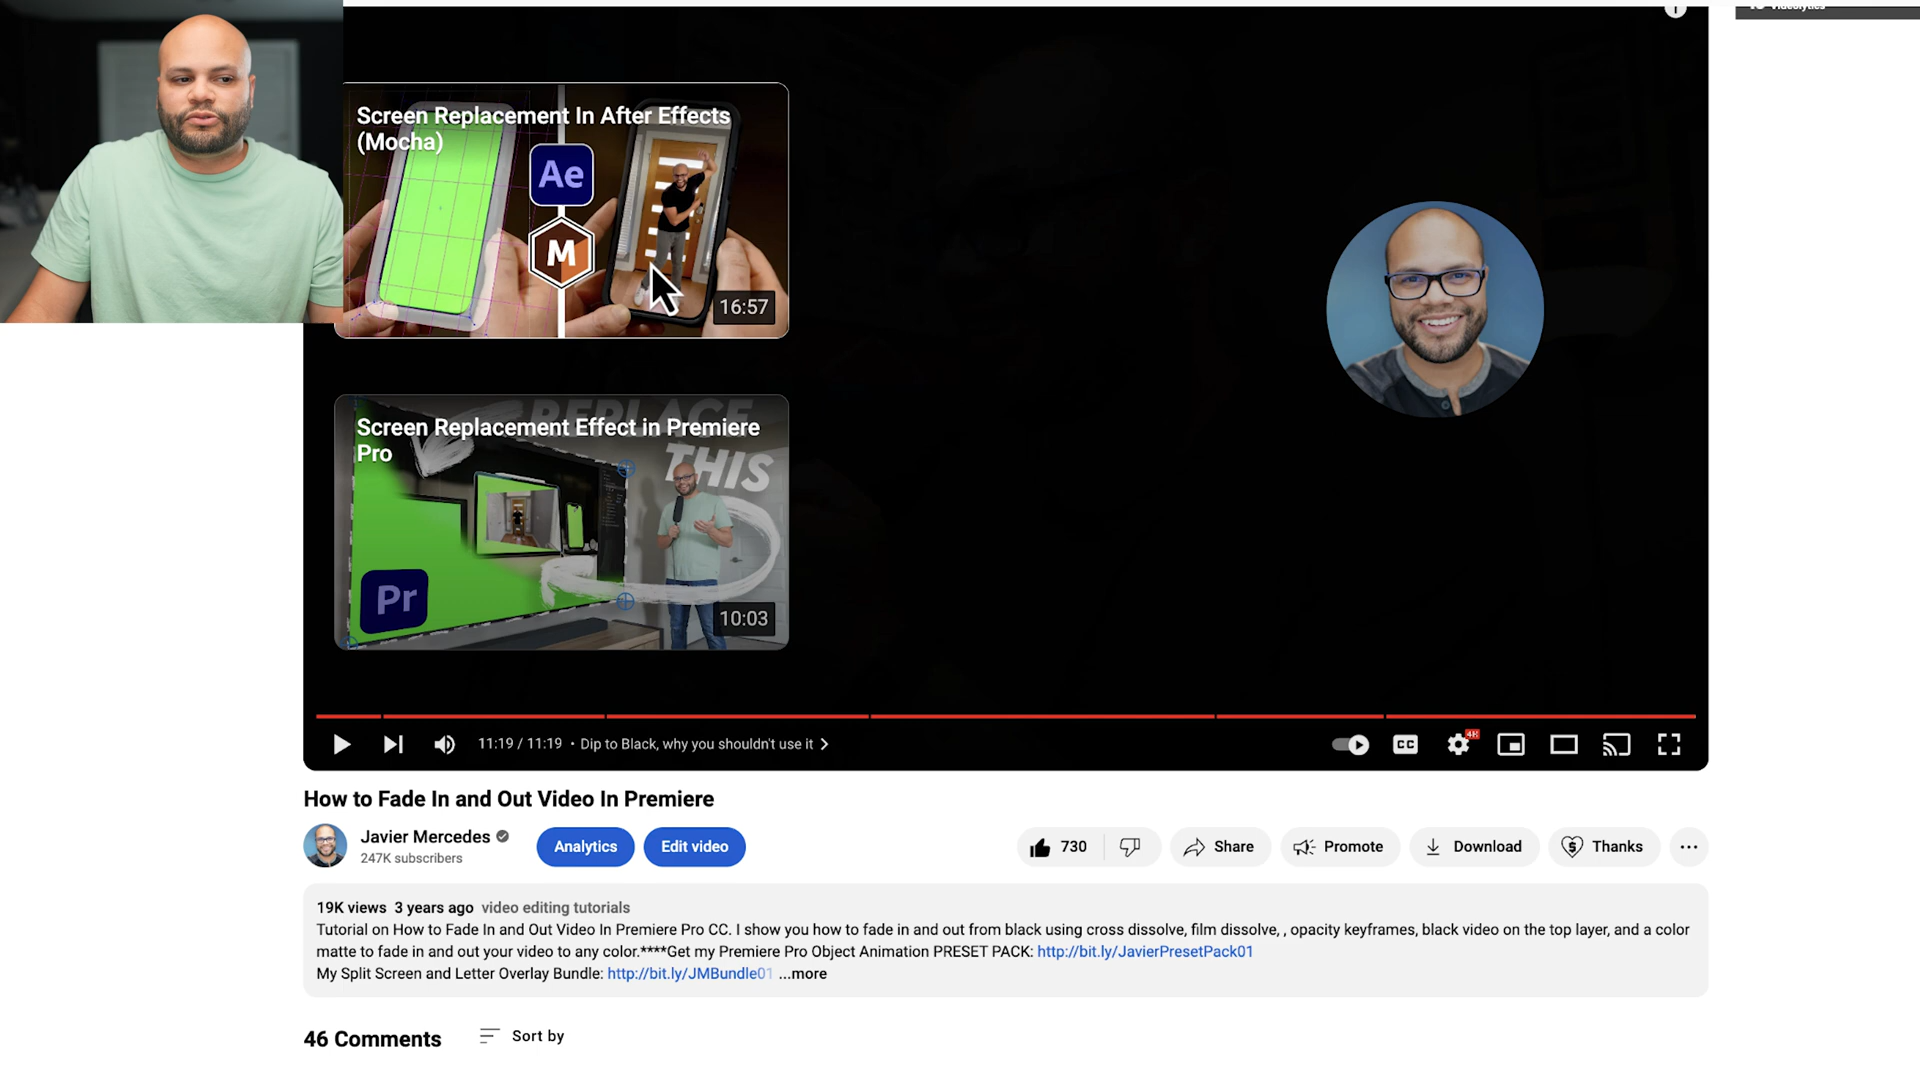 Videolytics
Screen Replacement In After Effects
(Mocha)
Ae
M
16:57
REPLACE
Screen Replacement Effect in Premiere
Pro
THIS
Pr
10:03
11:19 / 11:19 • Dip to Black, why you shouldn't use it
CC
4K
How to Fade In and Out Video In Premiere
Javier Mercedes
247K subscribers
Analytics
Edit video
730
Share
Promote
Download
Thanks
19K views 3 years ago video editing tutorials
Tutorial on How to Fade In and Out Video In Premiere Pro CC. I show you how to fade in and out from black using cross dissolve, film dissolve, , opacity keyframes, black video on the top layer, and a color
matte to fade in and out your video to any color.****Get my Premiere Pro Object Animation PRESET PACK: http://bit.ly/JavierPresetPack01
My Split Screen and Letter Overlay Bundle: http://bit.ly/JMBundle01 ...more
46 Comments
Sort by